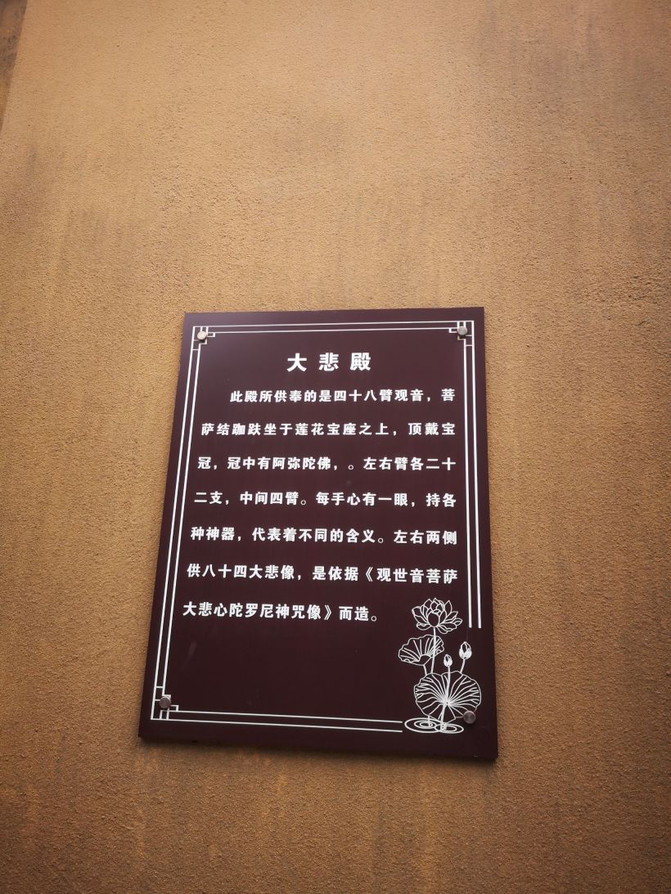 大悲殿
此殿所供奉的是四十八臂观音，菩
萨结跏趺坐于莲花宝座之上，顶戴宝
冠，冠中有阿弥陀佛，。左右臂各二十
二支，中间四臂。每手心有一眼，持各
种神器，代表着不同的含义。左右两侧
供八十四大悲像，是依据《观世音菩萨
大悲心陀罗尼神咒像》而造。